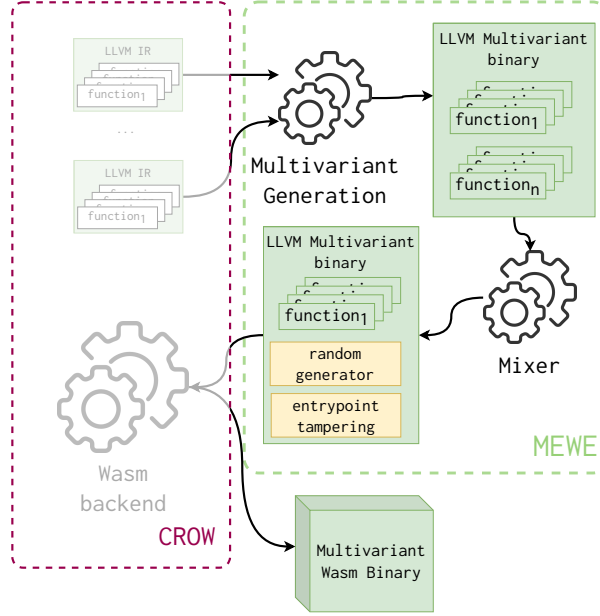 LLVM IR
function1
...
LLVM IR
function1
Multivariant
Generation
LLVM Multivariant
binary
function1
functionn
Mixer
LLVM Multivariant
binary
function1
random
generator
entrypoint
tampering
MEWE
Wasm
backend
CROW
Multivariant
Wasm Binary